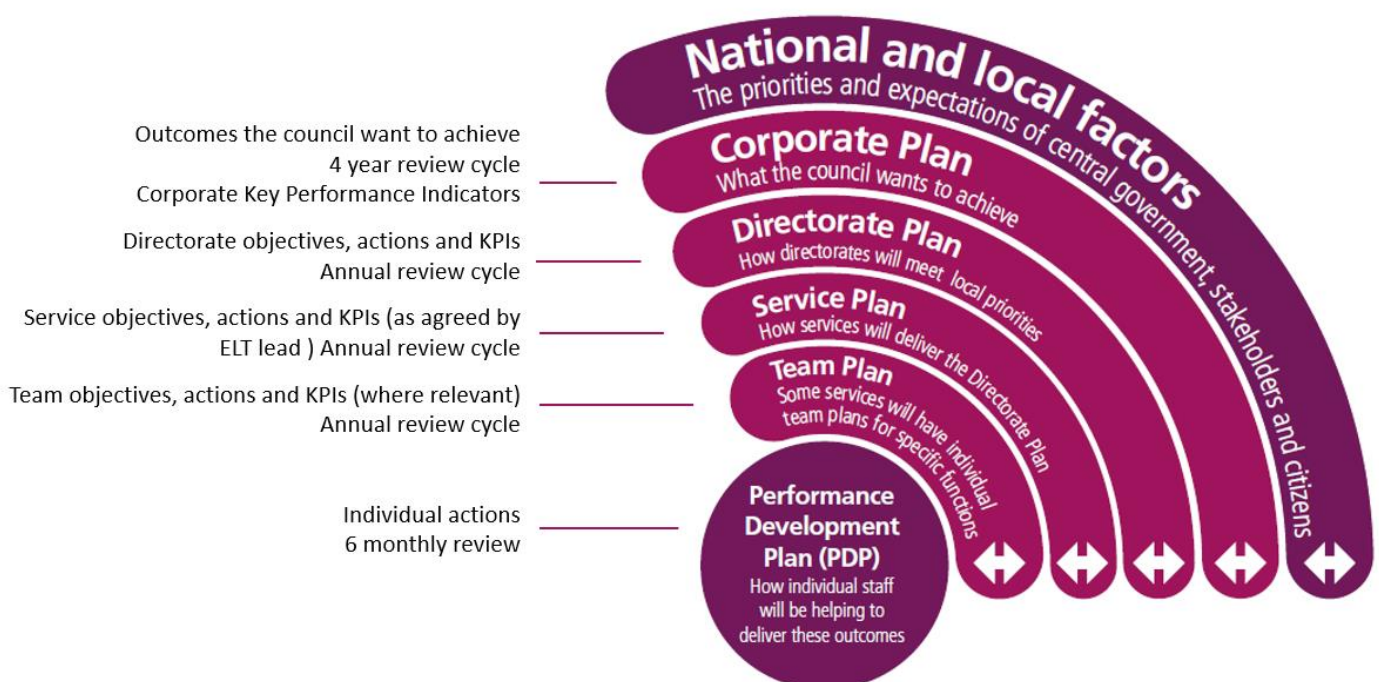 National and local factors
The priorities and expectations of central government, stakeholders and citizens
Outcomes the council want to achieve
4 year review cycle
Corporate Key Performance Indicators
Corporate Plan
What the council wants to achieve
Directorate objectives, actions and KPIs
Annual review cycle
Directorate Plan
How directorates will meet local priorities
Service objectives, actions and KPIs (as agreed by
ELT lead ) Annual review cycle
Service Plan
How services will deliver the Directorate Plan
Team objectives, actions and KPIs (where relevant)
Annual review cycle
Team Plan
Some services will have individual
team plans for specific functions
Individual actions
6 monthly review
Performance
Development
Plan (PDP)
How individual staff
will be helping to
deliver these outcomes